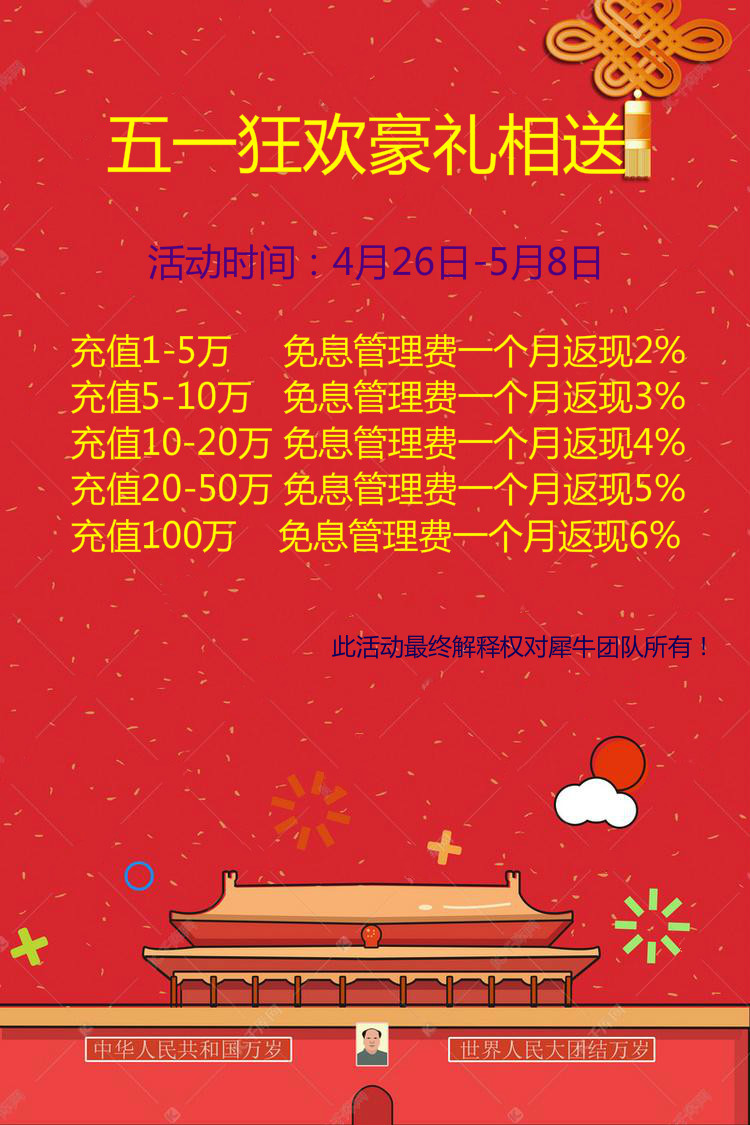 五一狂欢豪礼相送
活动时间：4月26日-5月8日
充值1-5万 免息管理费一个月返现2%
充值5-10万 免息管理费一个月返现3%
充值10-20万 免息管理费一个月返现4%
充值20-50万 免息管理费一个月返现5%
充值100万 免息管理费一个月返现6%
此活动最终解释权对犀牛团队所有！
中华人民共和国万岁
世界人民大团结万岁